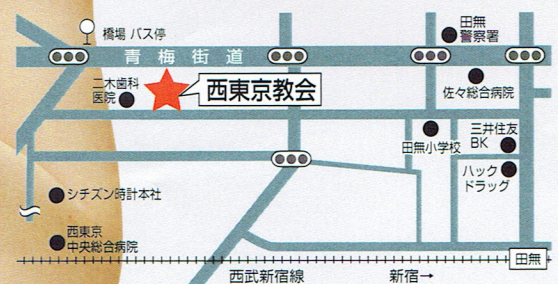 橋場 バス停
田無
警察署
青梅街道
二木歯科
医院
西東京教会
佐々総合病院
田無小学校
三井住友
BK
ハック
ドラッグ
シチズン時計本社
西東京
中央総合病院
田無
西武新宿線
新宿→